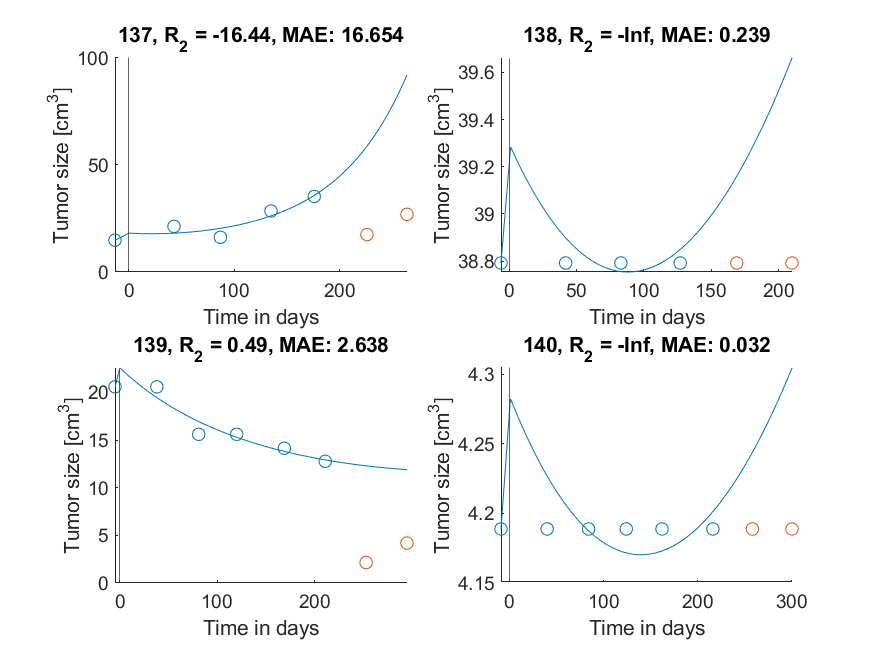 137, R2 = -16.44, MAE: 16.654
100
50
0
Tumor size [cm3]
0 100 200
Time in days
138, R2 = -Inf, MAE: 0.239
39.6
39.4
39.2
39
38.8
Tumor size [cm3]
0 50 100 150 200
Time in days
139, R2 = 0.49, MAE: 2.638
20
15
10
5
0
Tumor size [cm3]
0 100 200
Time in days
140, R2 = -Inf, MAE: 0.032
4.3
4.25
4.2
4.15
Tumor size [cm3]
0 100 200 300
Time in days